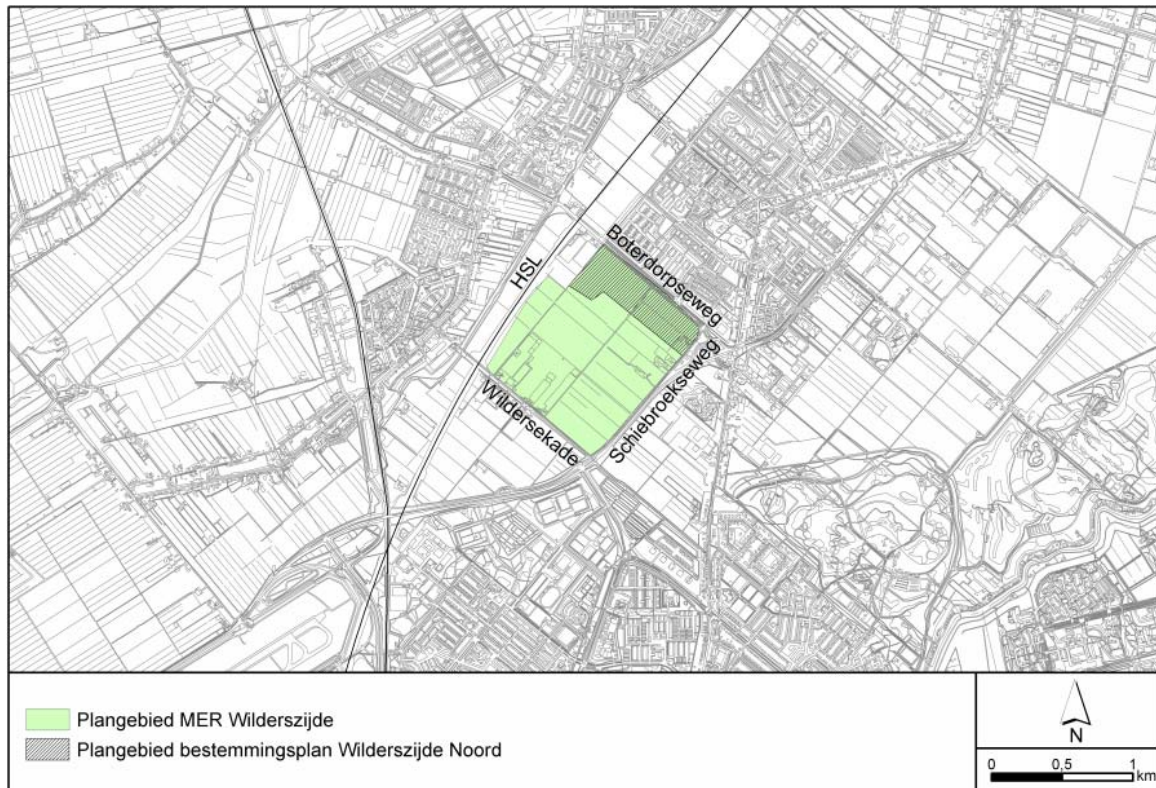 Boterdorpseweg
HSL
Schiebroekseweg
Wildersekade
Plangebied MER Wilderszijde
Plangebied bestemmingsplan Wilderszijde Noord
N
0 0,5 1
km